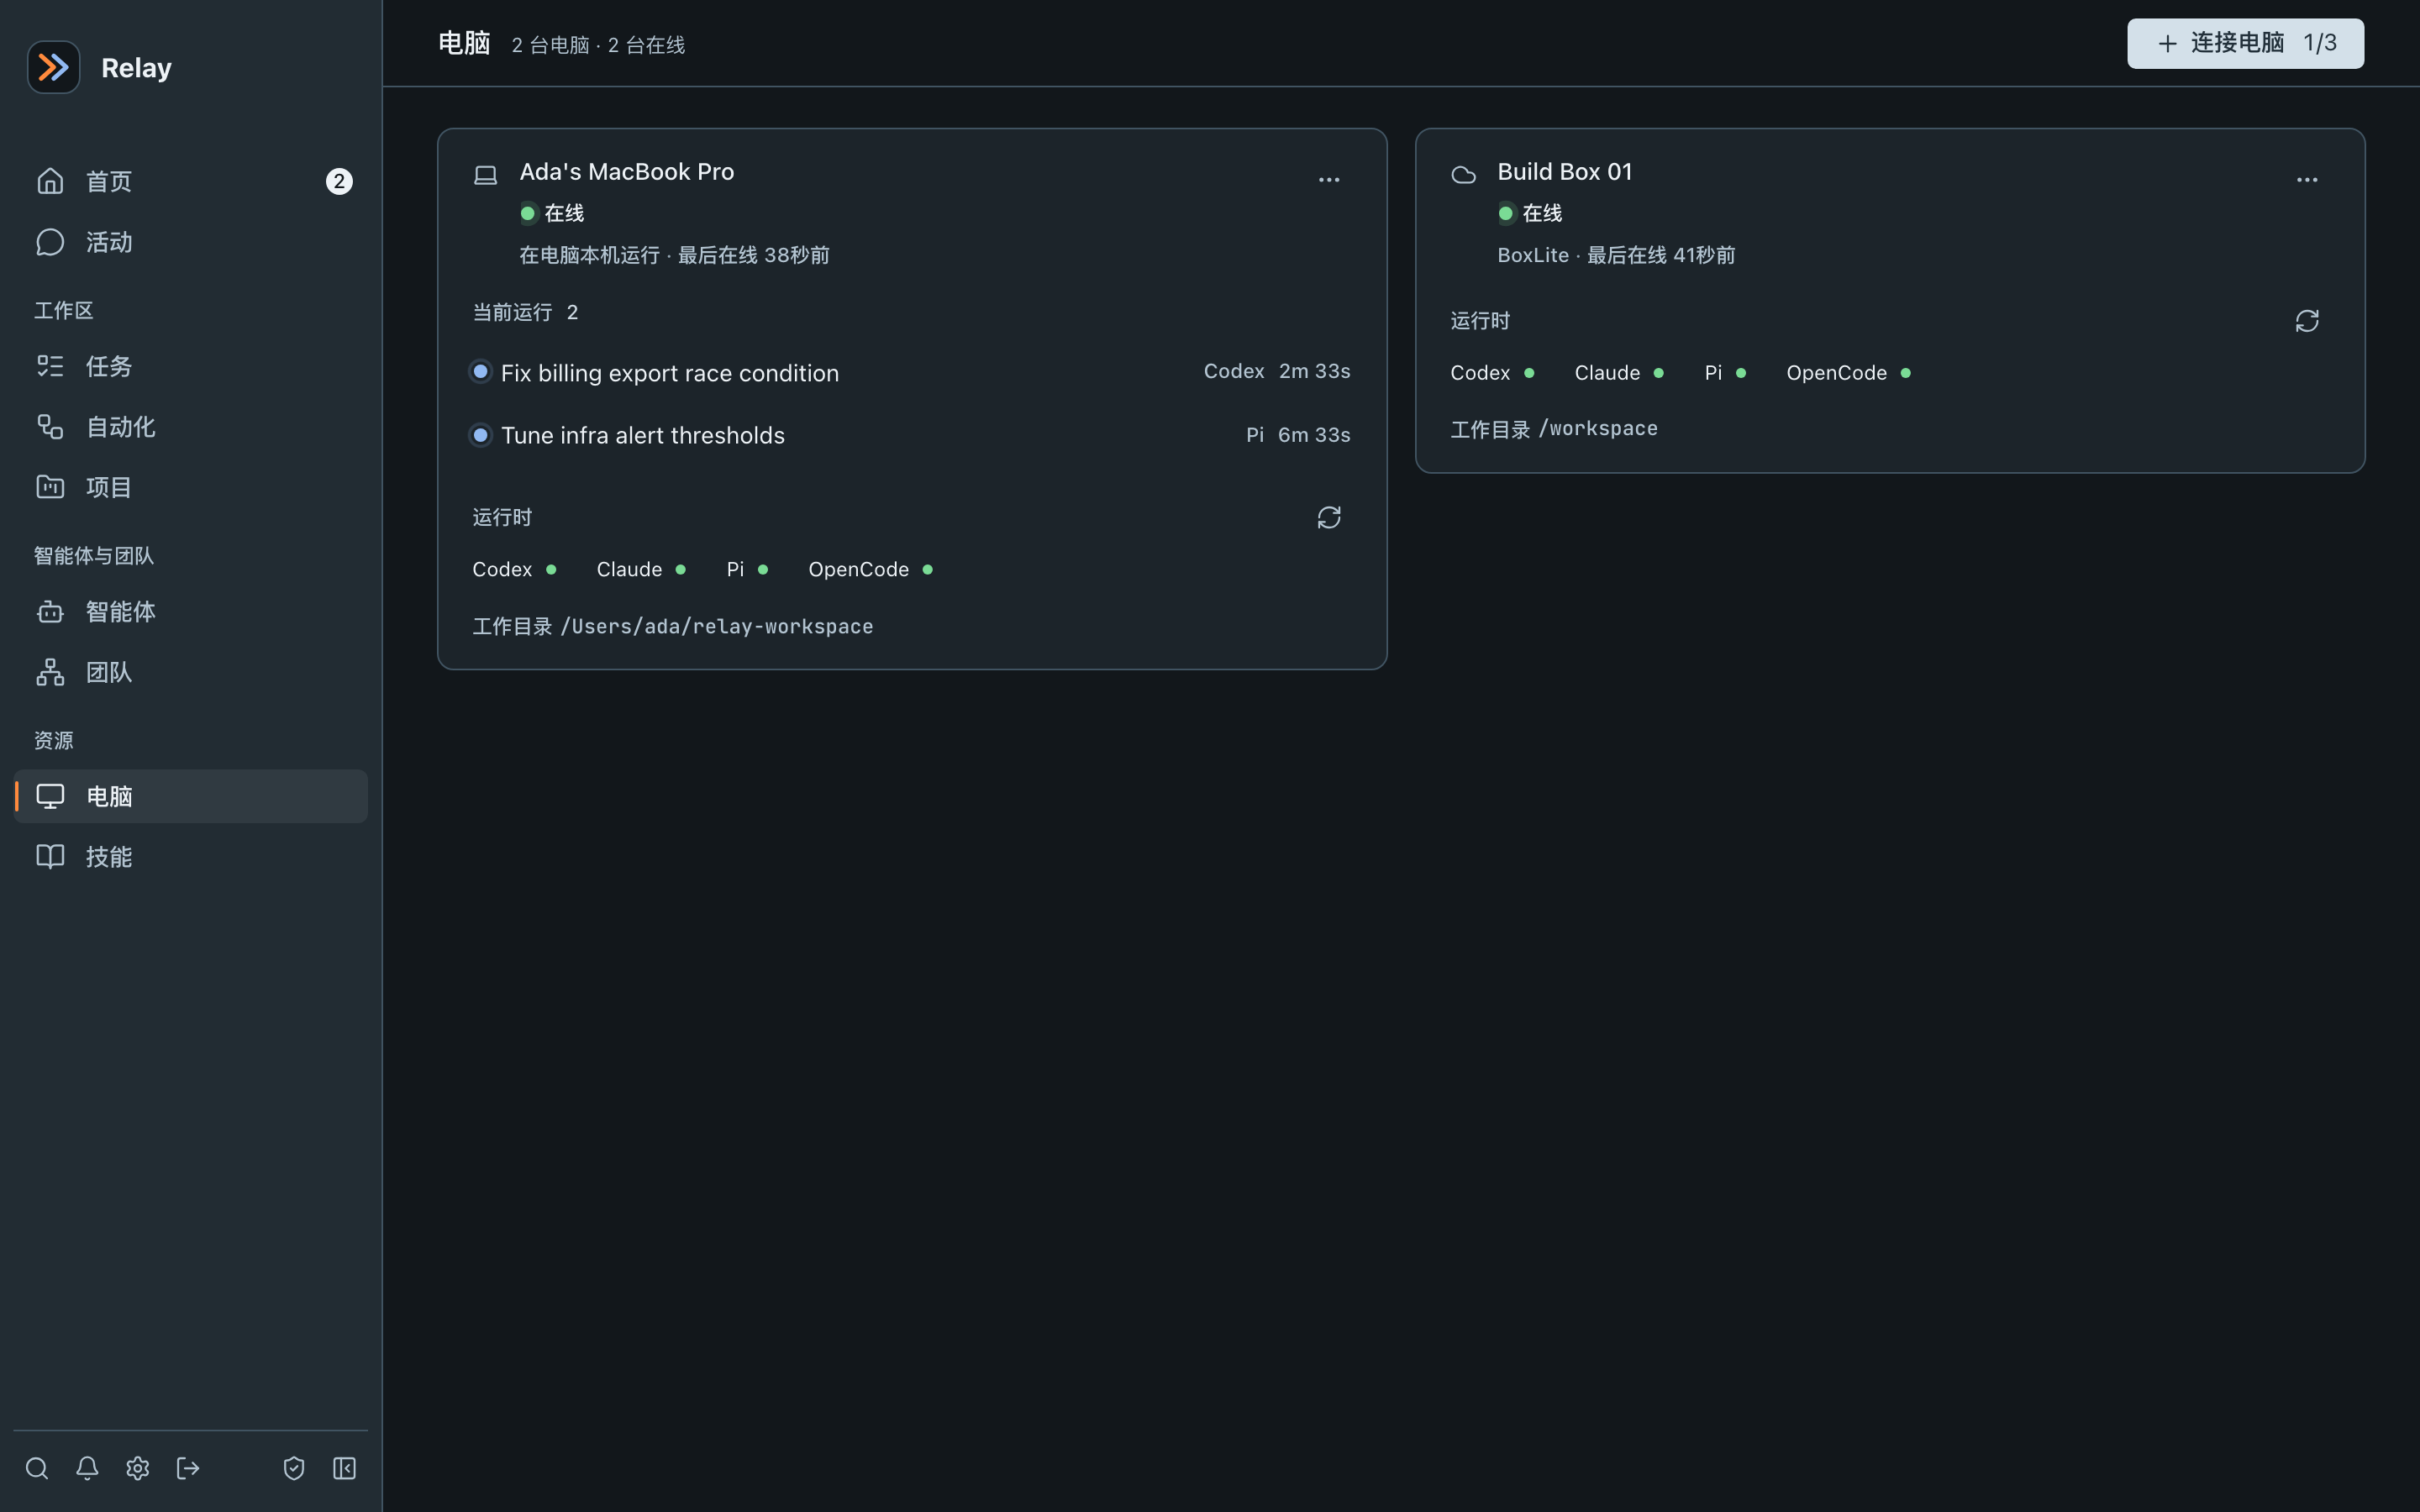 Relay
首页 2
活动
工作区
任务
自动化
项目
智能体与团队
智能体
团队
资源
电脑
技能
电脑 2 台电脑 · 2 台在线
连接电脑 1/3
Ada's MacBook Pro
在线
在电脑本机运行 · 最后在线 38秒前
当前运行 2
Fix billing export race condition Codex 2m 33s
Tune infra alert thresholds Pi 6m 33s
运行时
Codex Claude Pi OpenCode
工作目录 /Users/ada/relay-workspace
Build Box 01
在线
BoxLite · 最后在线 41秒前
运行时
Codex Claude Pi OpenCode
工作目录 /workspace